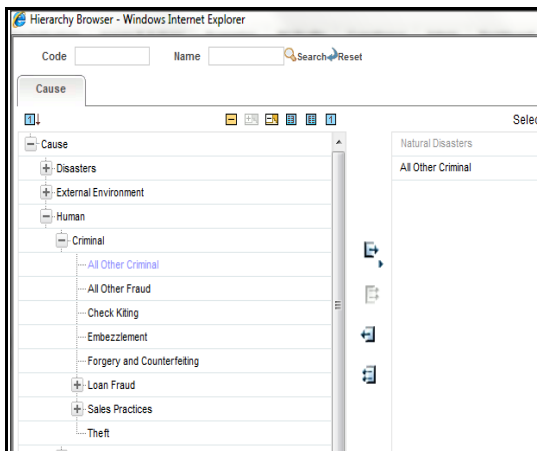 Hierarchy Browser - Windows Internet Explorer
Code Name Search Reset
Cause
Selec
Cause
Natural Disasters
Disasters
All Other Criminal
External Environment
Human
Criminal
All Other Criminal
All Other Fraud
Check Kiting
Embezzlement
Forgery and Counterfeiting
Loan Fraud
Sales Practices
Theft